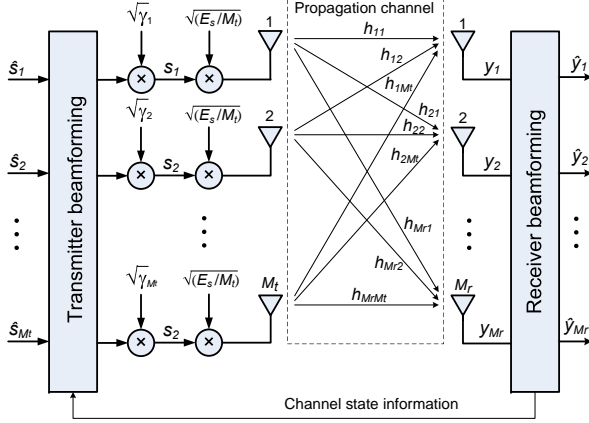 Propagation channel
√γ₁ √(Eₛ/Mₜ) 1 h₁₁ 1
ŝ₁ × s₁ × h₁₂ y₁ ŷ₁
h₁Mt
√γ₂ √(Eₛ/Mₜ) 2 h₂₁ 2
h₂₂
ŝ₂ × s₂ × h₂Mt y₂ ŷ₂
Transmitter beamforming
Receiver beamforming
hMr1
√γMt √(Eₛ/Mₜ) Mₜ hMr2 Mᵣ
hMrMt
ŝMt × s₂ × yMr ŷMr
Channel state information